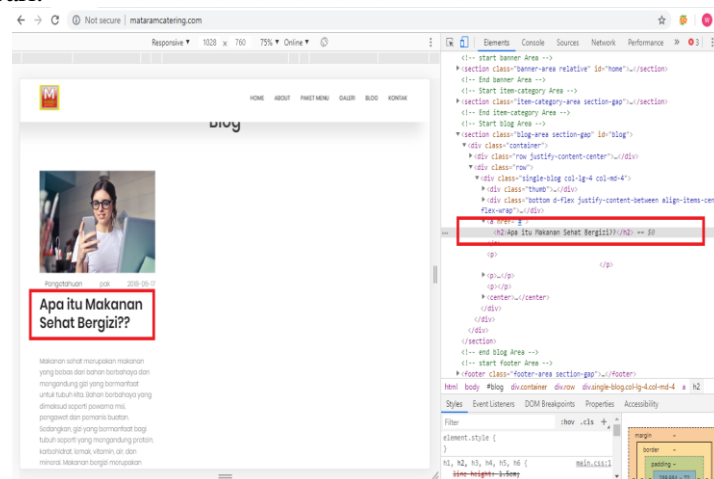 Not secure | mataramcatering.com
Responsive ▼ 1028 x 760 75% ▼ Online ▼
Elements Console Sources Network Performance » 3
HOME ABOUT PAKET MENU GALERI BLOG KONTAK
Blog
Pengetahuan pak 2018-05-17
Apa itu Makanan
Sehat Bergizi??
Makanan sehat merupakan makanan
yang bebas dari bahan berbahaya dan
mengandung gizi yang bermanfaat
untuk tubuh kita. Bahan berbahaya yang
dimaksud seperti pewarna misl,
pengawet dan pemanis buatan.
Sedangkan, gizi yang bermanfaat bagi
tubuh seperti yang mengandung protein,
karbohidrat, lemak, vitamin, air, dan
mineral. Makanan bergizi merupakan
<!-- start banner Area -->
<section class="banner-area relative" id="home">…</section>
<!-- End banner Area -->
<!-- Start item-category Area -->
<section class="item-category-area section-gap">…</section>
<!-- End item-category Area -->
<!-- Start blog Area -->
<section class="blog-area section-gap" id="blog">
<div class="container">
<div class="row justify-content-center">…</div>
<div class="row">
<div class="single-blog col-lg-4 col-md-4">
<div class="thumb">…</div>
<div class="bottom d-flex justify-content-between align-items-cen
flex-wrap">…</div>
<a href="#">
<h2>Apa itu Makanan Sehat Bergizi??</h2> == $0
<p>
</p>
<p>…</p>
<p></p>
<center>…</center>
</div>
</div>
</div>
</section>
<!-- end blog Area -->
<!-- start footer Area -->
<footer class="footer-area section-gap">…</footer>
html body #blog div.container div.row div.single-blog.col-lg-4.col-md-4 a h2
Styles Event Listeners DOM Breakpoints Properties Accessibility
Filter :hov .cls +
element.style {
}
h1, h2, h3, h4, h5, h6 { main.css:1
line-height: 1.5em;
margin -
border -
padding -